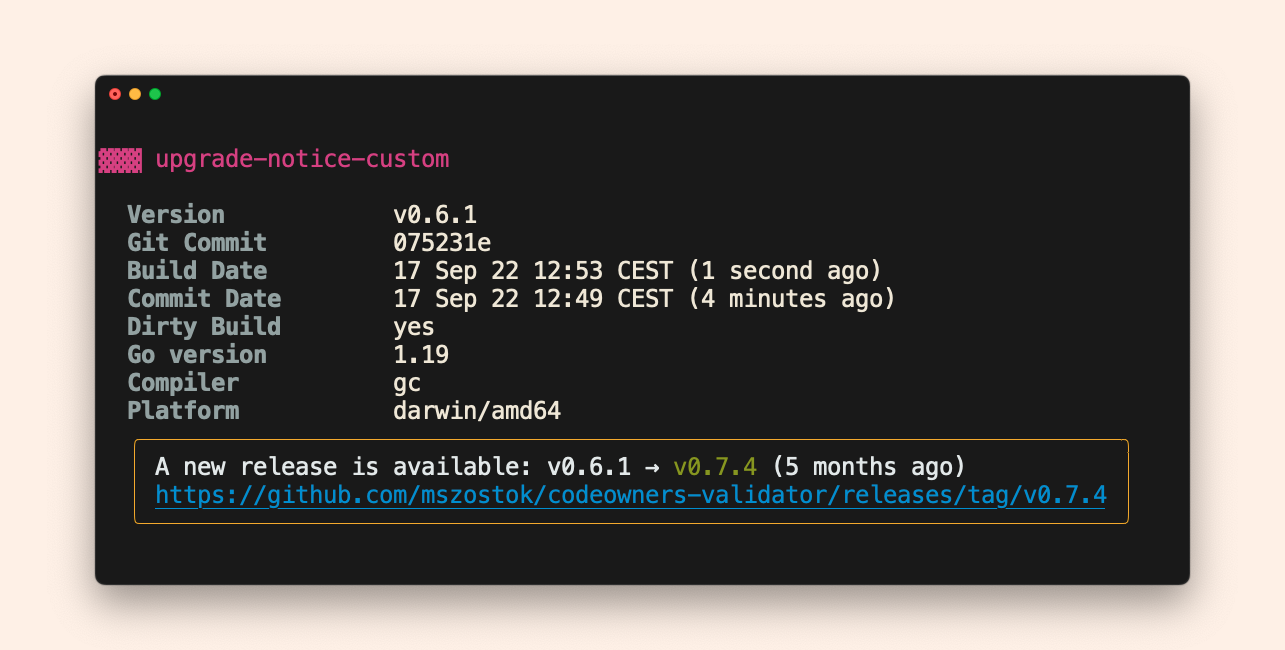 upgrade-notice-custom
Version v0.6.1
Git Commit 075231e
Build Date 17 Sep 22 12:53 CEST (1 second ago)
Commit Date 17 Sep 22 12:49 CEST (4 minutes ago)
Dirty Build yes
Go version 1.19
Compiler gc
Platform darwin/amd64
A new release is available: v0.6.1 → v0.7.4 (5 months ago)
https://github.com/mszostok/codeowners-validator/releases/tag/v0.7.4